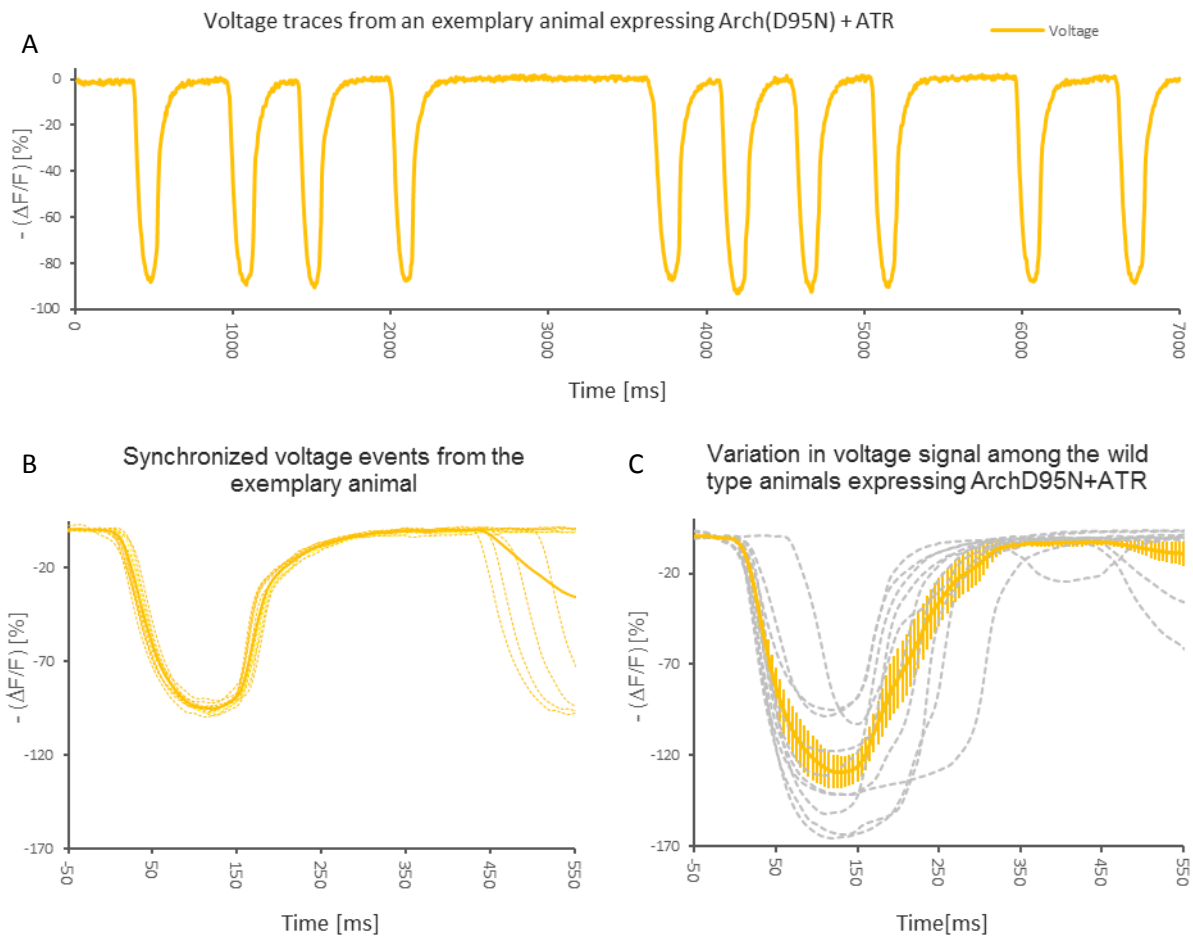 Voltage traces from an exemplary animal expressing Arch(D95N) + ATR
Voltage
A
0
-20
-40
-60
-80
-100
- (ΔF/F) [%]
0
1000
2000
3000
4000
5000
6000
7000
Time [ms]
B
Synchronized voltage events from the
exemplary animal
-20
-70
-120
-170
- (ΔF/F) [%]
-50
50
150
250
350
450
550
Time [ms]
C
Variation in voltage signal among the wild
type animals expressing ArchD95N+ATR
-20
-70
-120
-170
- (ΔF/F) [%]
-50
50
150
250
350
450
550
Time[ms]